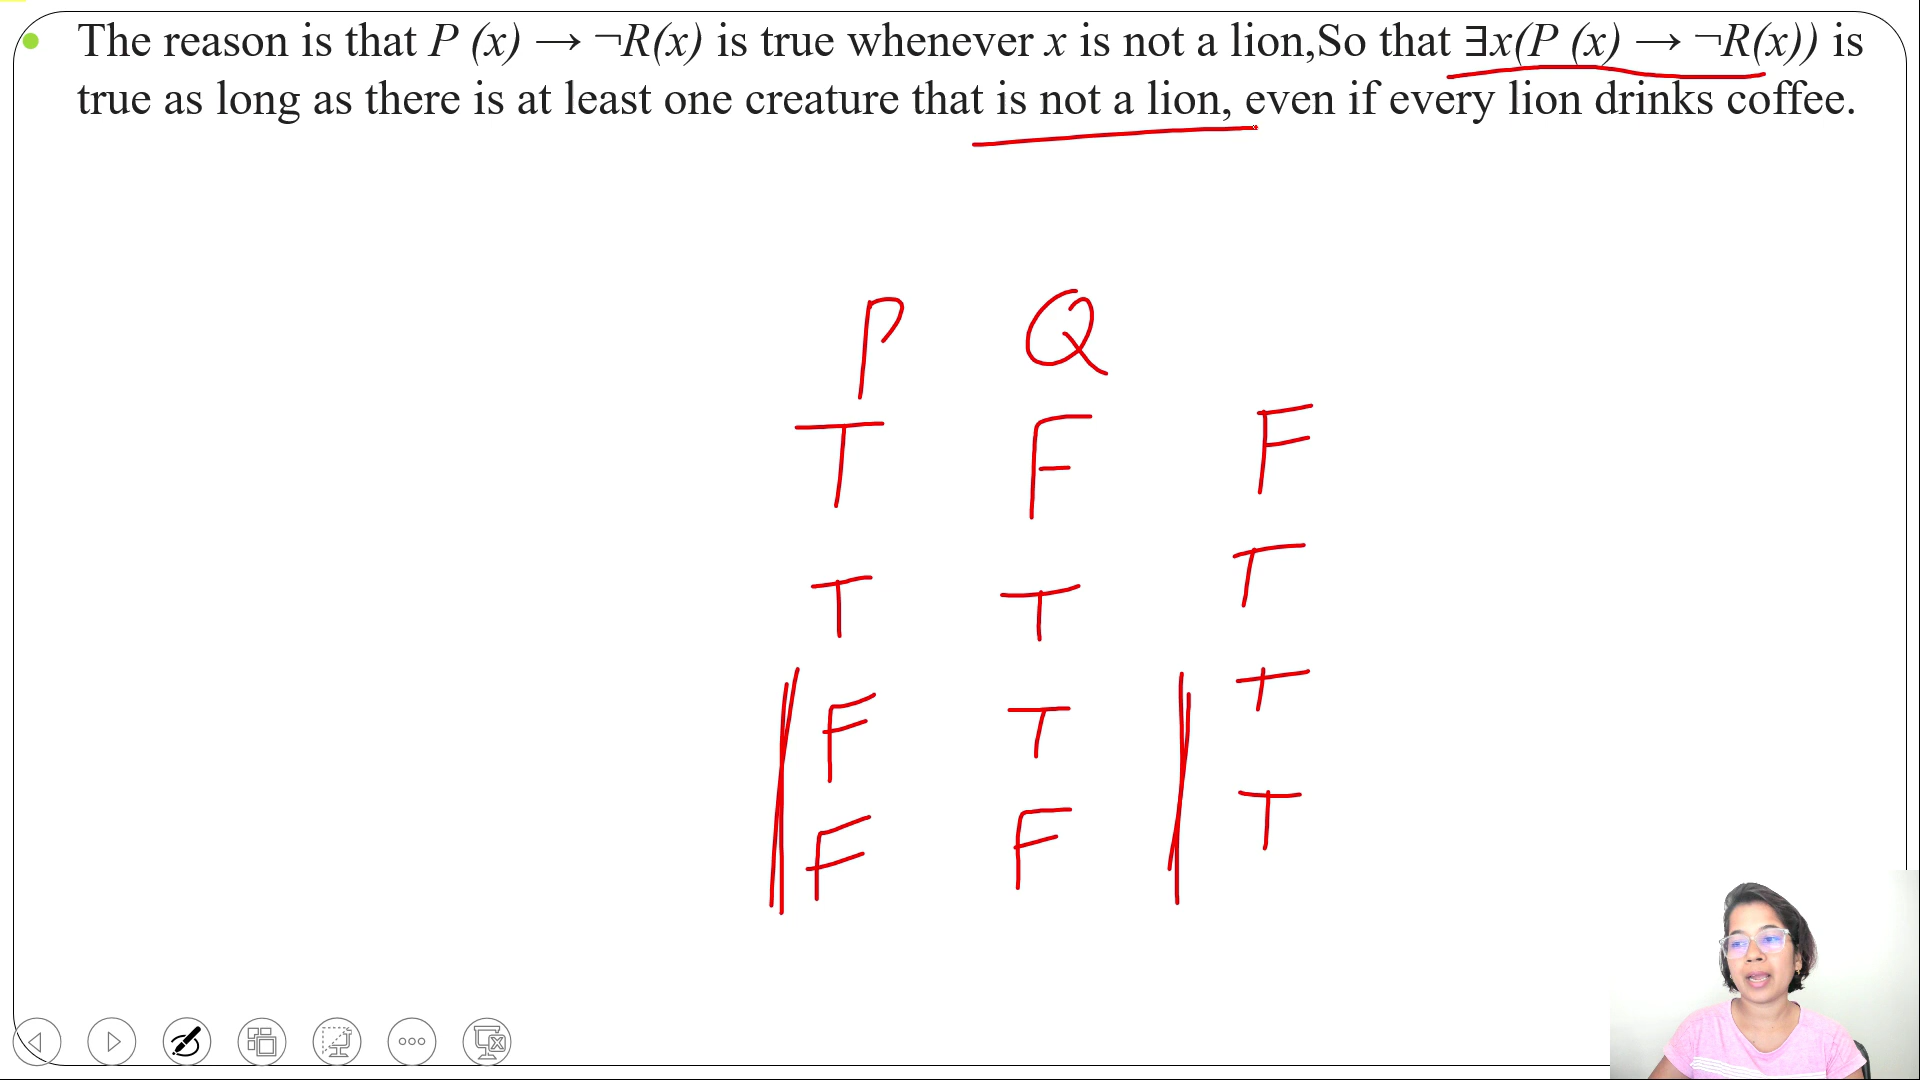 The reason is that P (x) → ¬R(x) is true whenever x is not a lion,So that ∃x(P (x) → ¬R(x)) is
true as long as there is at least one creature that is not a lion, even if every lion drinks coffee.
P Q
T F F
T T T
F T T
F F T